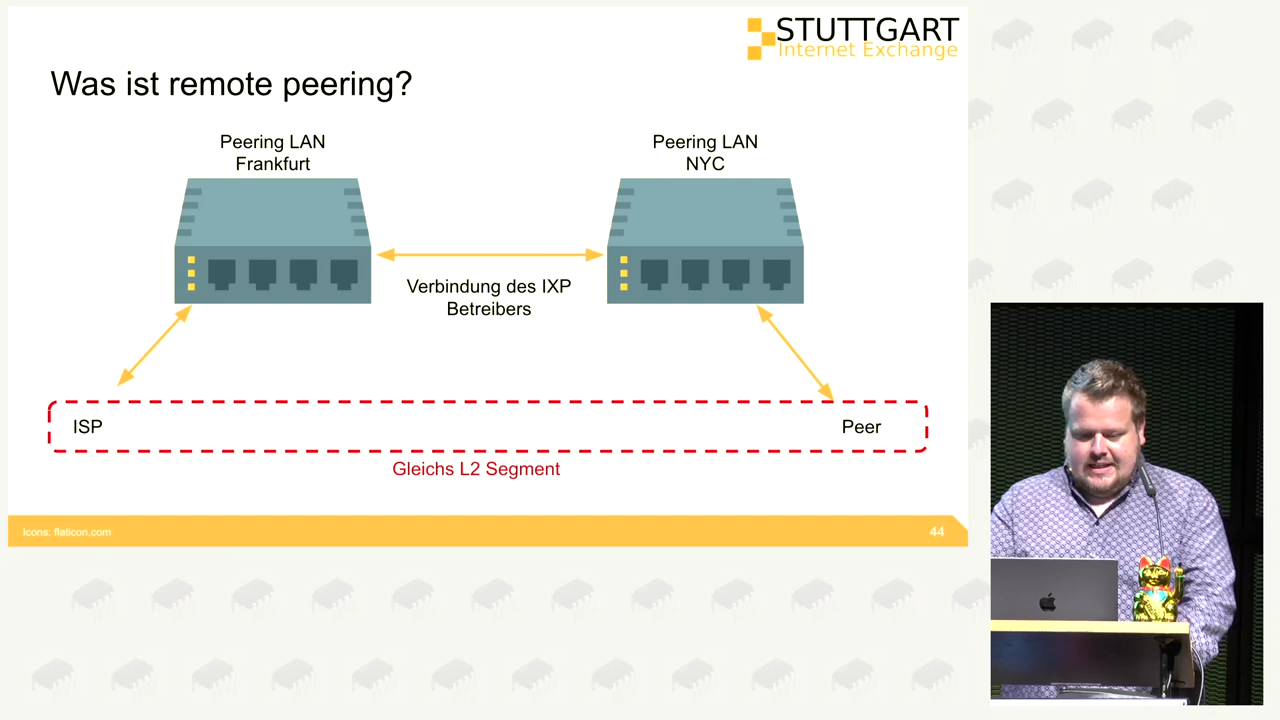 STUTTGART
Internet Exchange
Was ist remote peering?
Peering LAN
Frankfurt
Peering LAN
NYC
Verbindung des IXP
Betreibers
ISP
Peer
Gleichs L2 Segment
Icons: flaticon.com
44